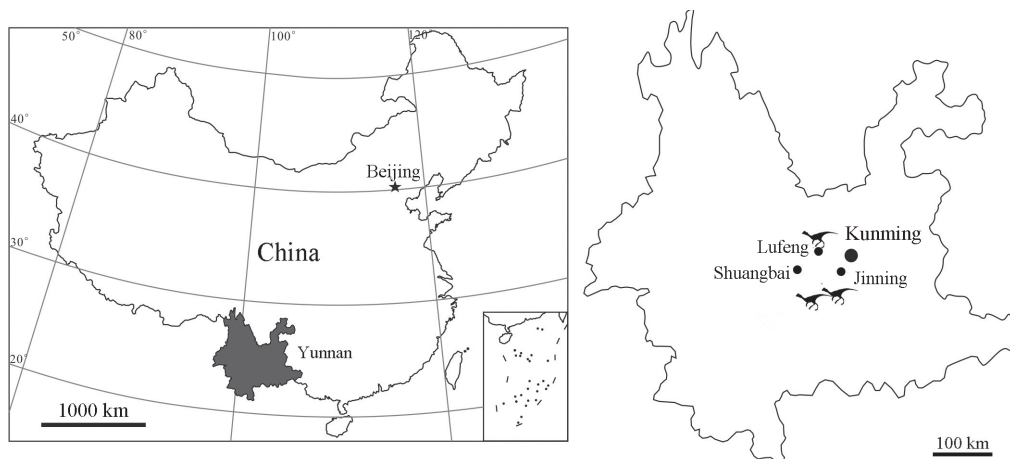 50°
80°
100°
120°
40°
Beijing
30°
China
20°
Yunnan
1000 km
Lufeng
Kunming
Shuangbai
Jinning
100 km